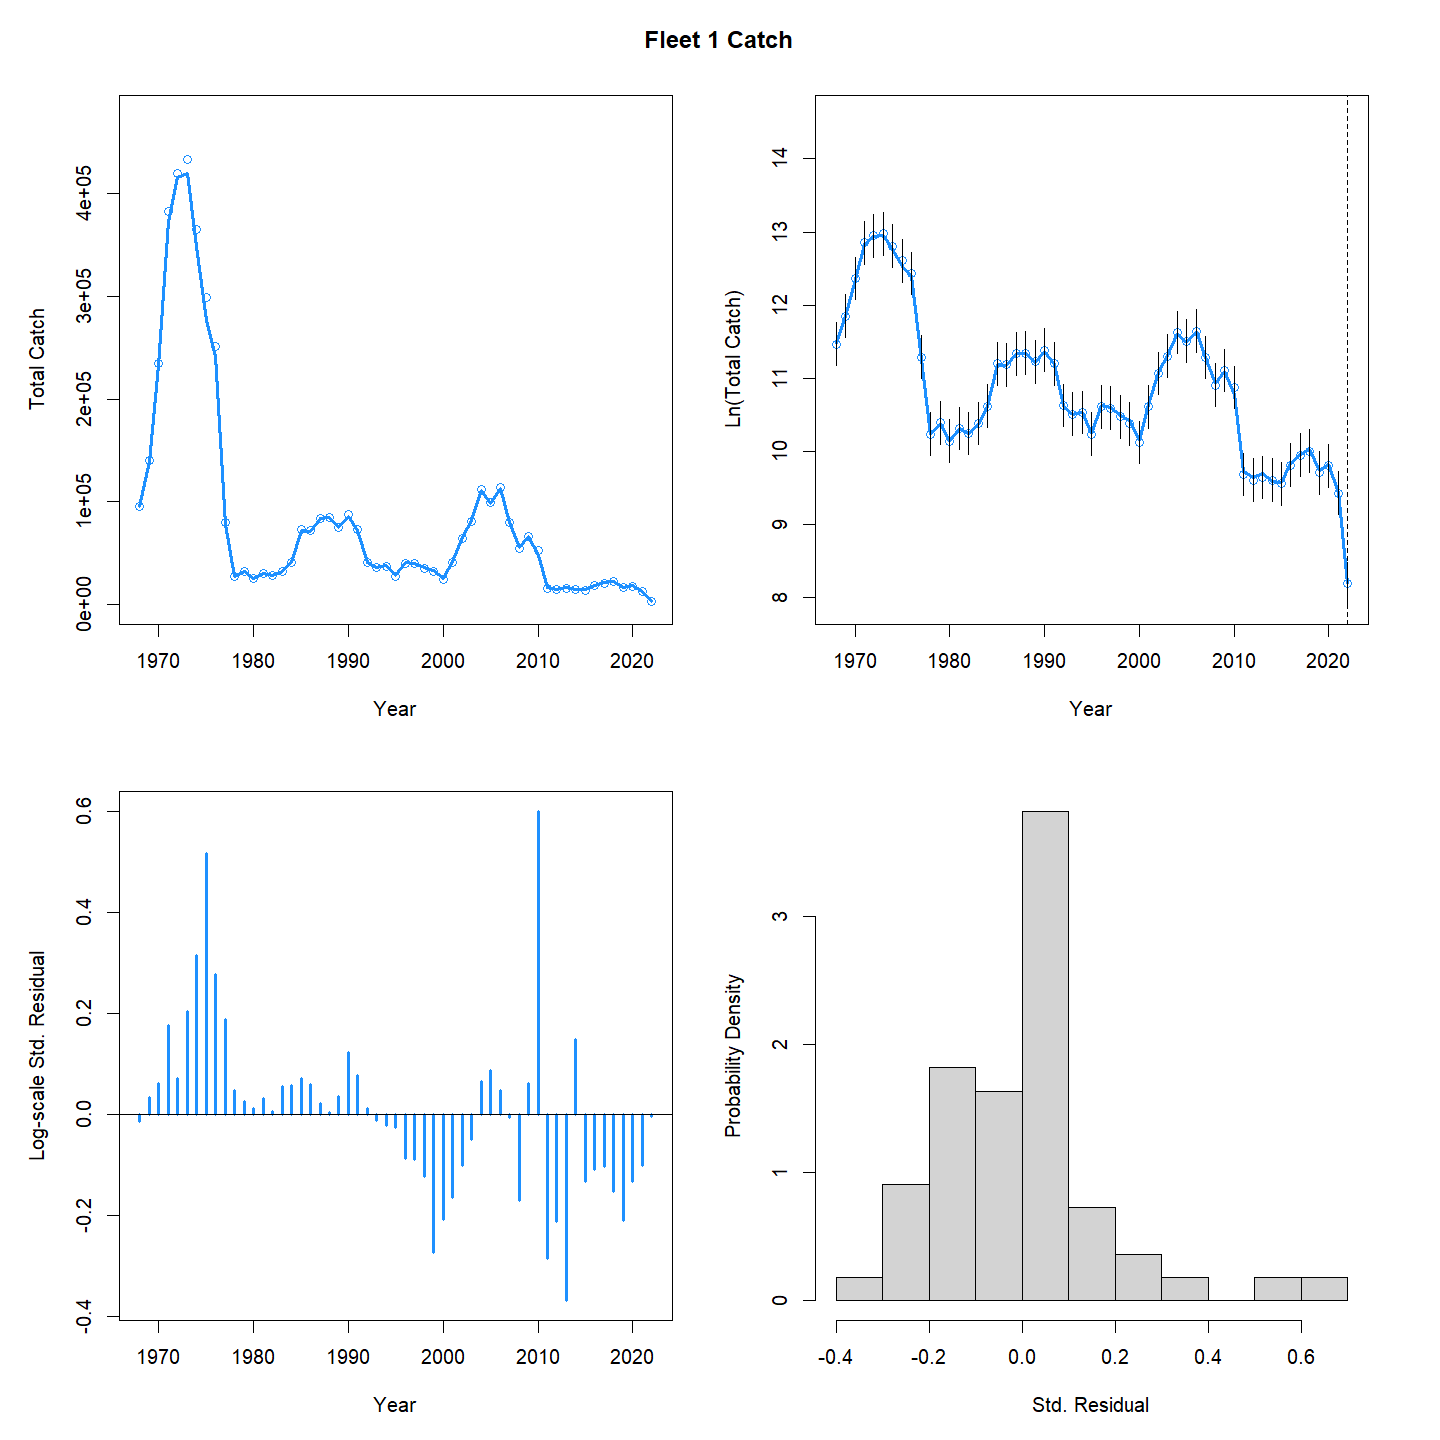 Fleet 1 Catch
Total Catch
0e+00 1e+05 2e+05 3e+05 4e+05
1970 1980 1990 2000 2010 2020
Year
Ln(Total Catch)
8 9 10 11 12 13 14
1970 1980 1990 2000 2010 2020
Year
Log-scale Std. Residual
-0.4 -0.2 0.0 0.2 0.4 0.6
1970 1980 1990 2000 2010 2020
Year
Probability Density
0 1 2 3
-0.4 -0.2 0.0 0.2 0.4 0.6
Std. Residual